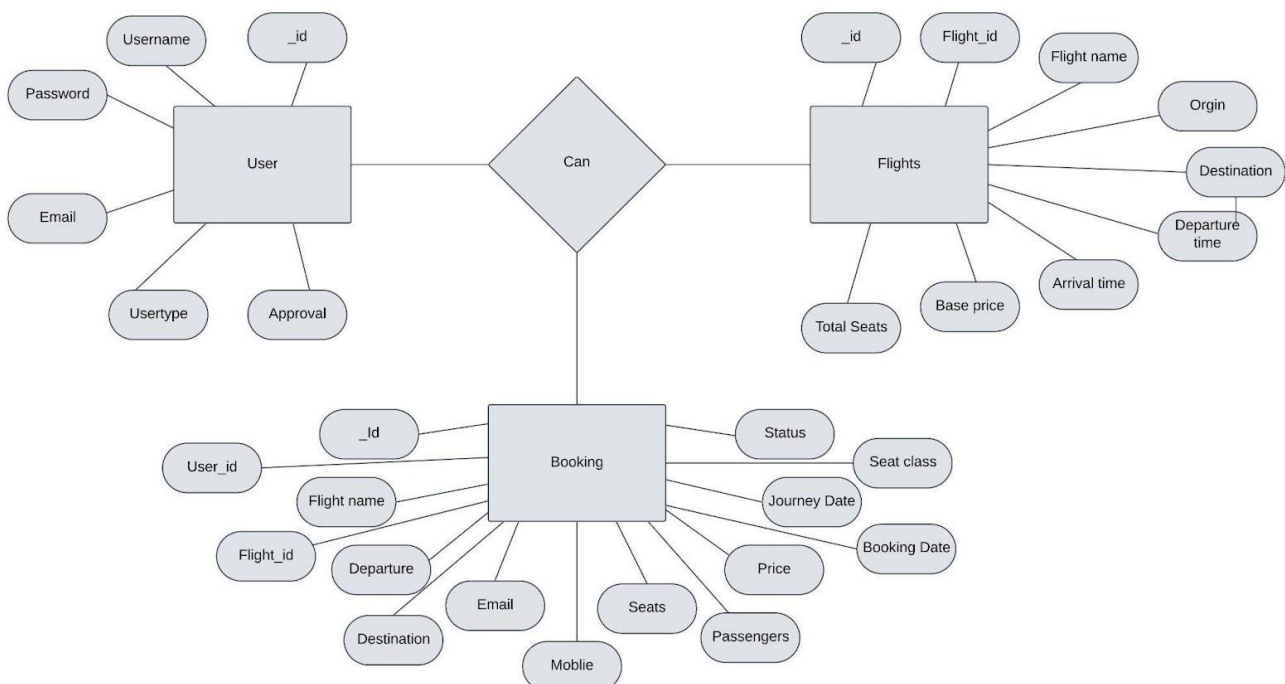 Username
_id
Password
User
Email
Usertype
Approval
Can
_id
Flight_id
Flight name
Orgin
Flights
Destination
Departure
time
Arrival time
Base price
Total Seats
_Id
Status
User_id
Booking
Seat class
Flight name
Journey Date
Flight_id
Booking Date
Departure
Price
Email
Seats
Destination
Passengers
Moblie